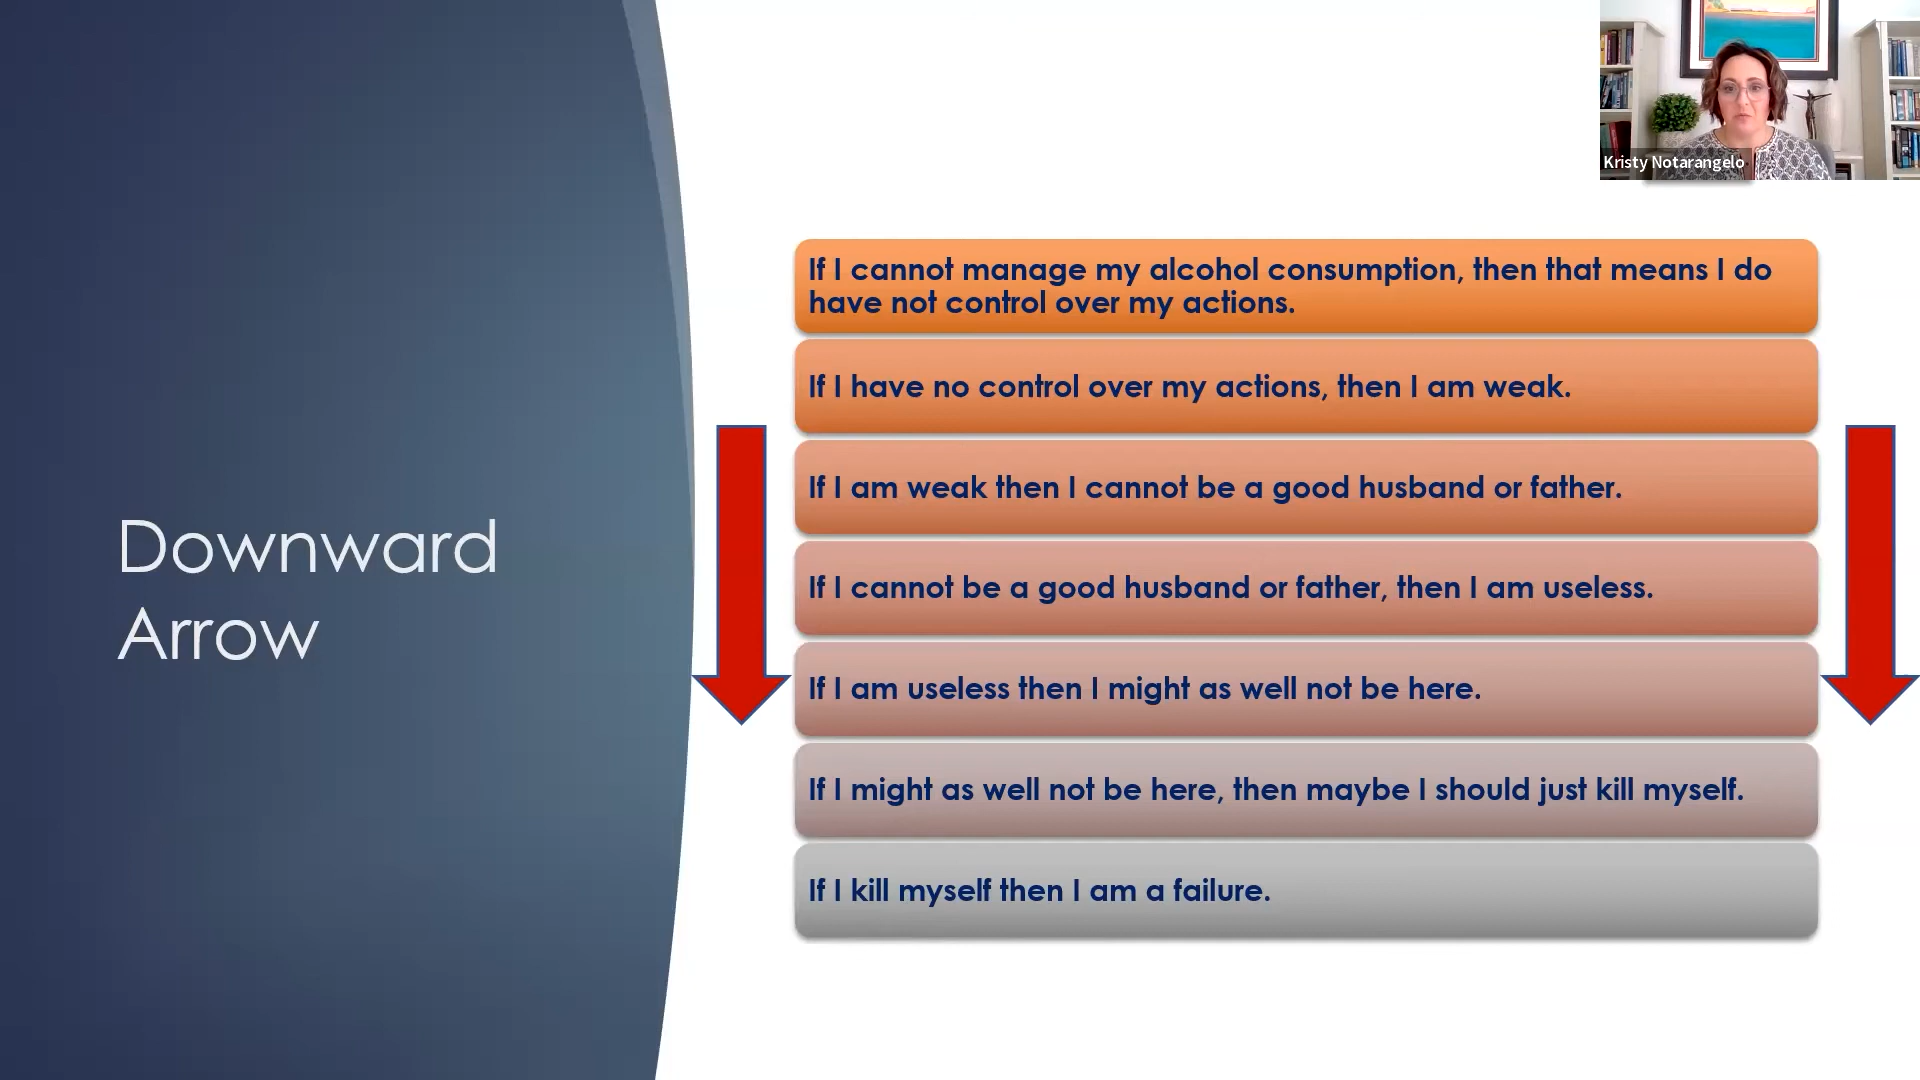 Kristy Notarangelo
Downward
Arrow
If I cannot manage my alcohol consumption, then that means I do
have not control over my actions.
If I have no control over my actions, then I am weak.
If I am weak then I cannot be a good husband or father.
If I cannot be a good husband or father, then I am useless.
If I am useless then I might as well not be here.
If I might as well not be here, then maybe I should just kill myself.
If I kill myself then I am a failure.